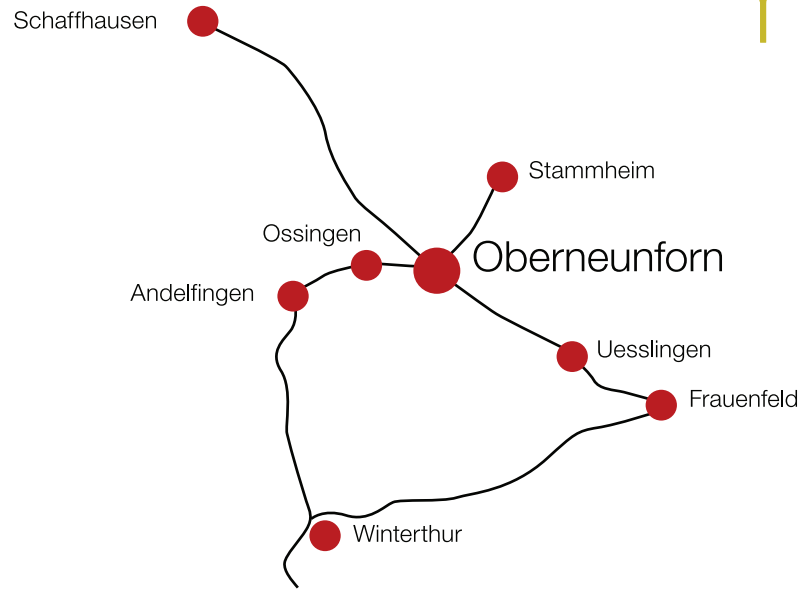 Schaffhausen
Stammheim
Ossingen
Oberneunforn
Andelfingen
Uesslingen
Frauenfeld
Winterthur